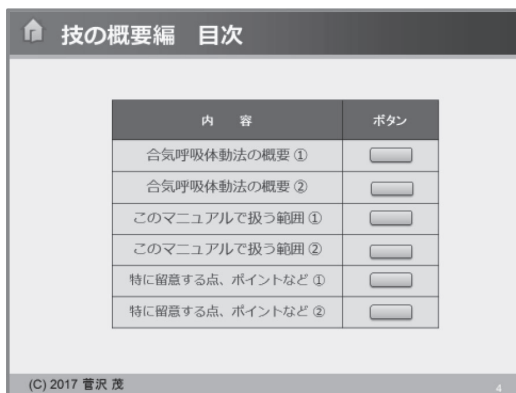 技の概要編　目次
内　容　ボタン
合気呼吸体動法の概要 ①
合気呼吸体動法の概要 ②
このマニュアルで扱う範囲 ①
このマニュアルで扱う範囲 ②
特に留意する点、ポイントなど ①
特に留意する点、ポイントなど ②
(C) 2017 菅沢 茂　4